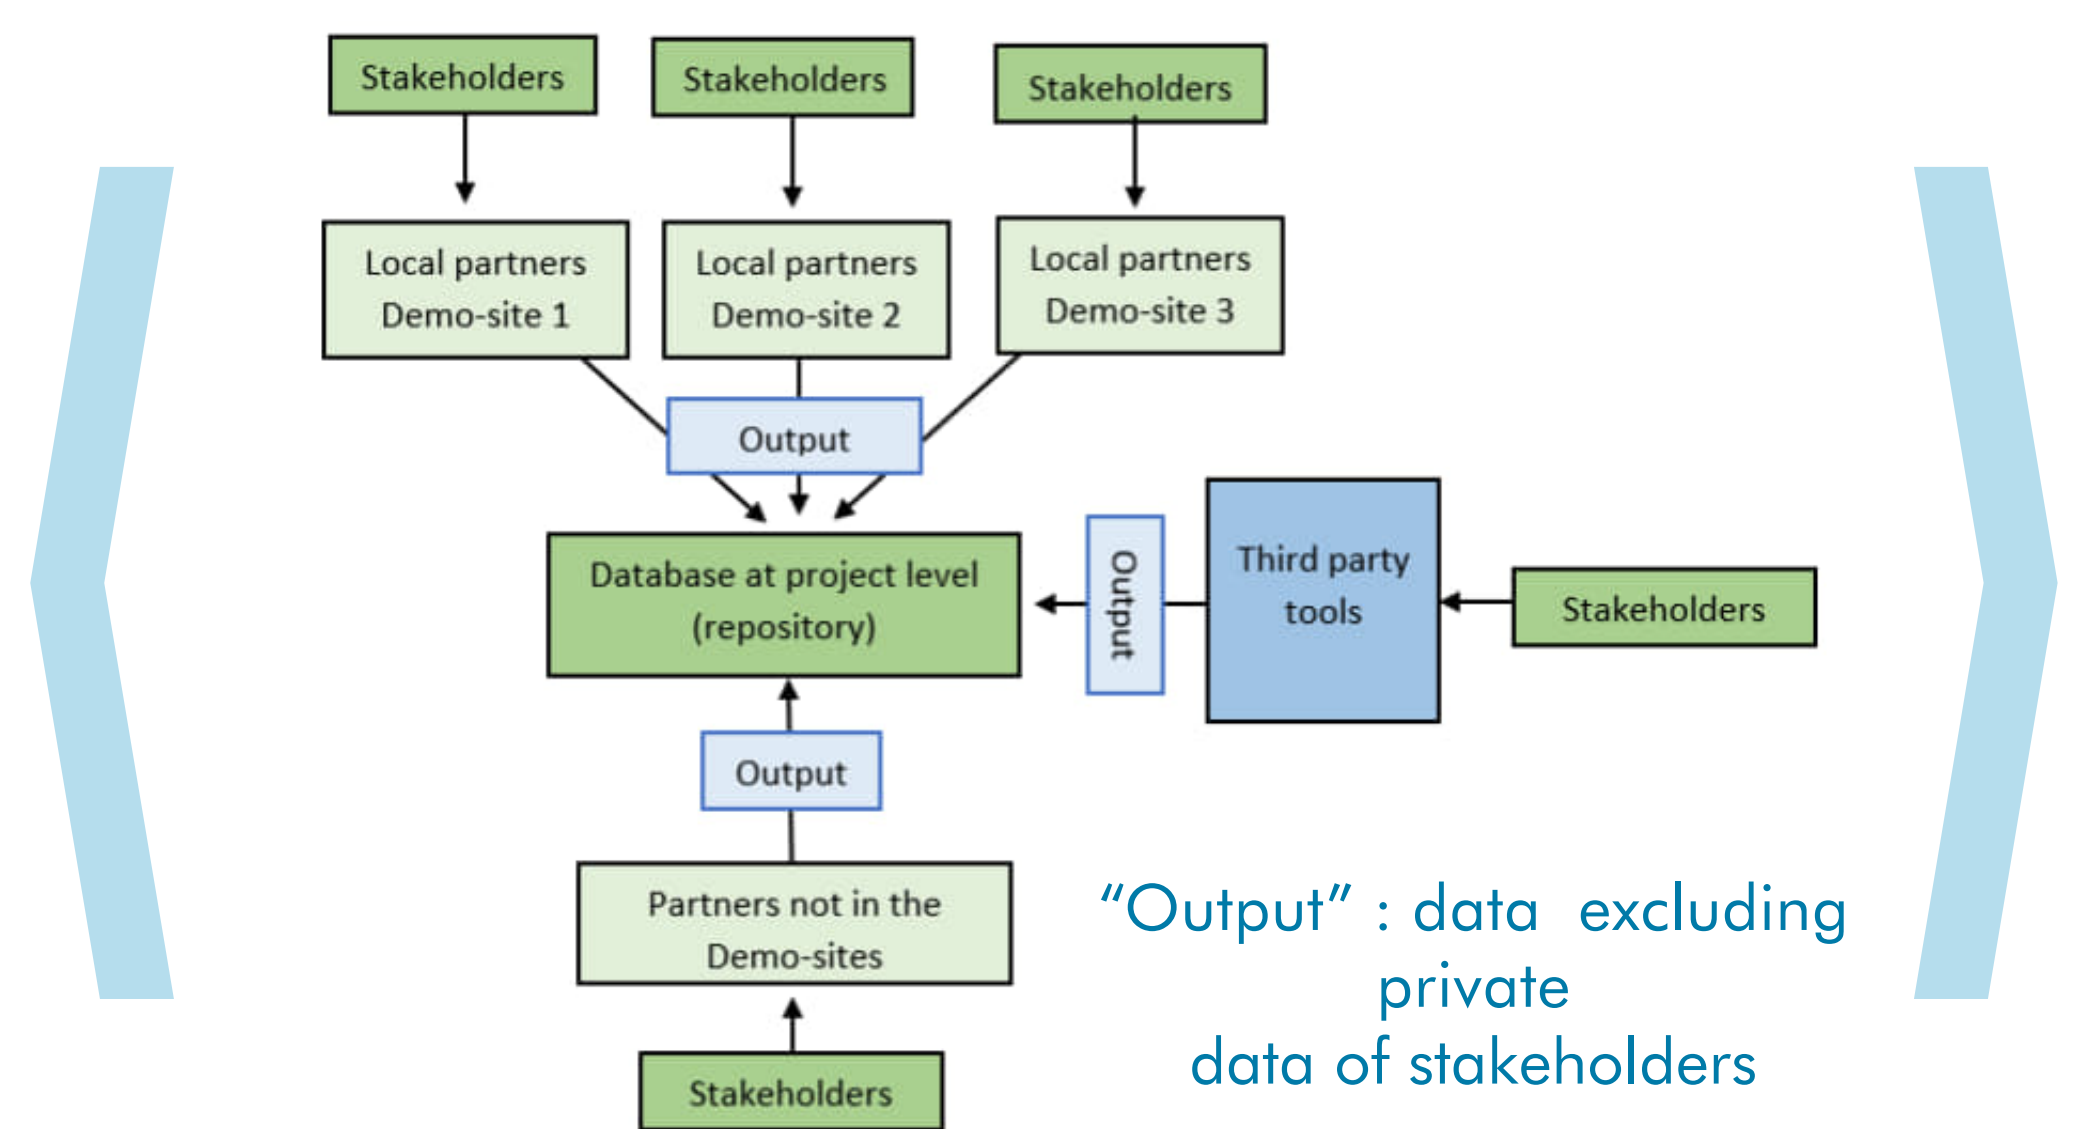 Stakeholders
Stakeholders
Stakeholders
Local partners
Demo-site 1
Local partners
Demo-site 2
Local partners
Demo-site 3
Output
Database at project level
(repository)
Output
Third party
tools
Stakeholders
Output
Partners not in the
Demo-sites
Stakeholders
“Output” : data excluding
private
data of stakeholders